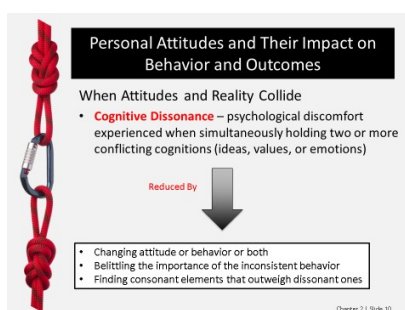 Personal Attitudes and Their Impact on
Behavior and Outcomes
When Attitudes and Reality Collide
• Cognitive Dissonance – psychological discomfort
experienced when simultaneously holding two or more
conflicting cognitions (ideas, values, or emotions)
Reduced By
• Changing attitude or behavior or both
• Belittling the importance of the inconsistent behavior
• Finding consonant elements that outweigh dissonant ones
Chapter 2 | Slide 10